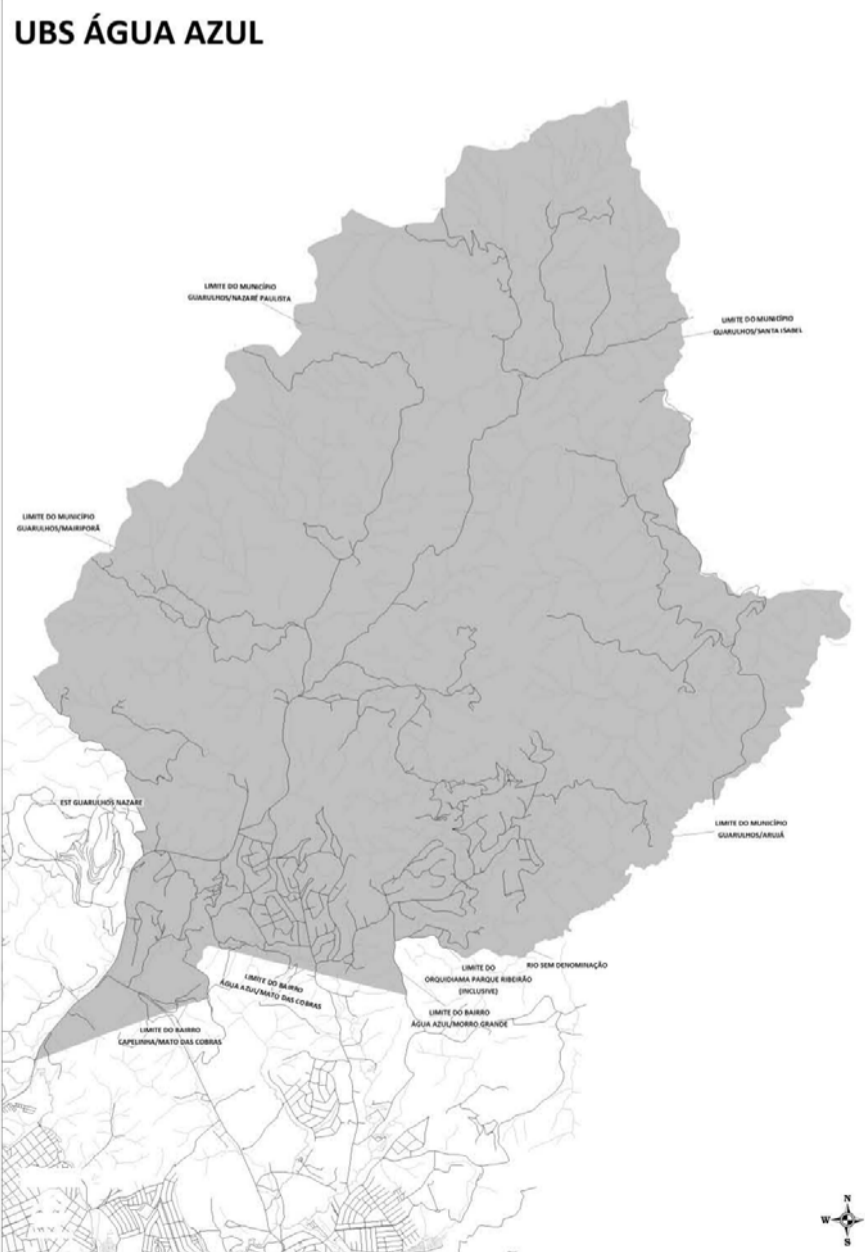 UBS ÁGUA AZUL
LIMITE DO MUNICÍPIO
GUARULHOS/NAZARÉ PAULISTA
LIMITE DO MUNICÍPIO
GUARULHOS/SANTA ISABEL
LIMITE DO MUNICÍPIO
GUARULHOS/MAIRIPORÃ
EST GUARULHOS NAZARE
LIMITE DO MUNICÍPIO
GUARULHOS/ARUJÁ
RIO SEM DENOMINAÇÃO
LIMITE DO
ORQUIDIAMA PARQUE RIBEIRÃO
(INCLUSIVE)
LIMITE DO BAIRRO
ÁGUA AZUL/MATO DAS COBRAS
LIMITE DO BAIRRO
ÁGUA AZUL/MORRO GRANDE
LIMITE DO BAIRRO
CAPELINHA/MATO DAS COBRAS
N
W
S